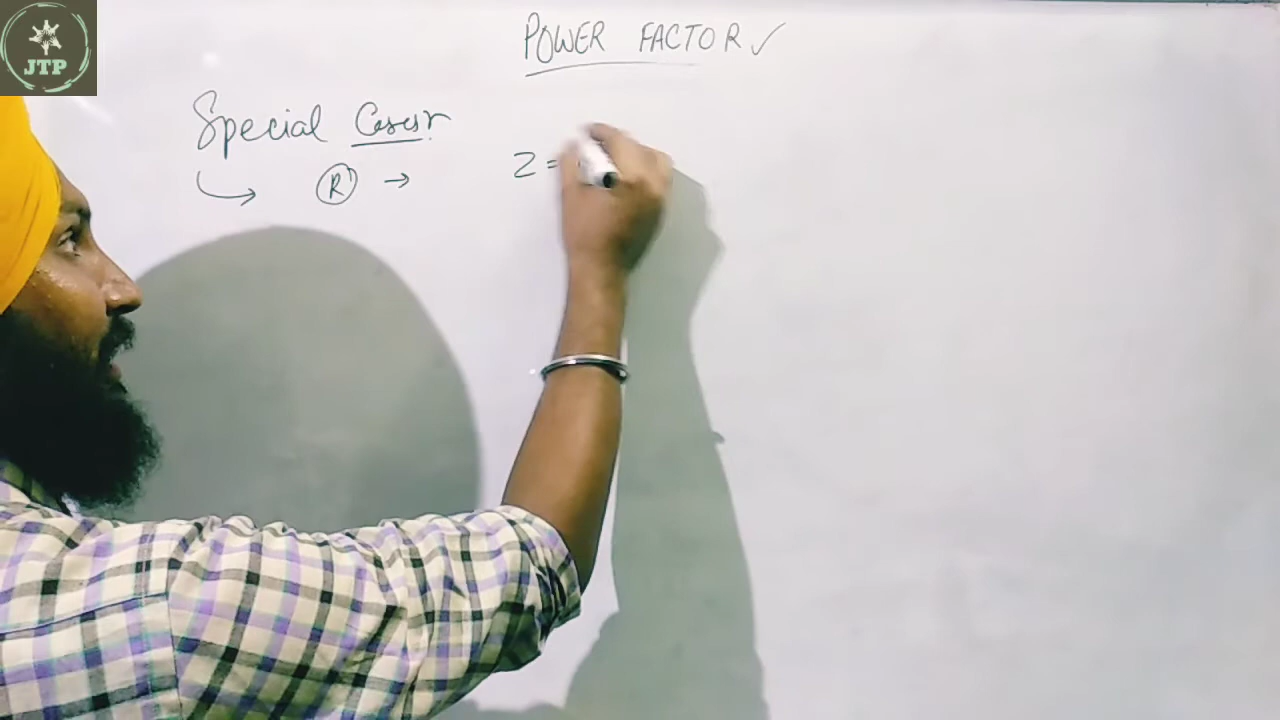 JTP
POWER FACTOR ✓
Special Cases:
R →
Z =